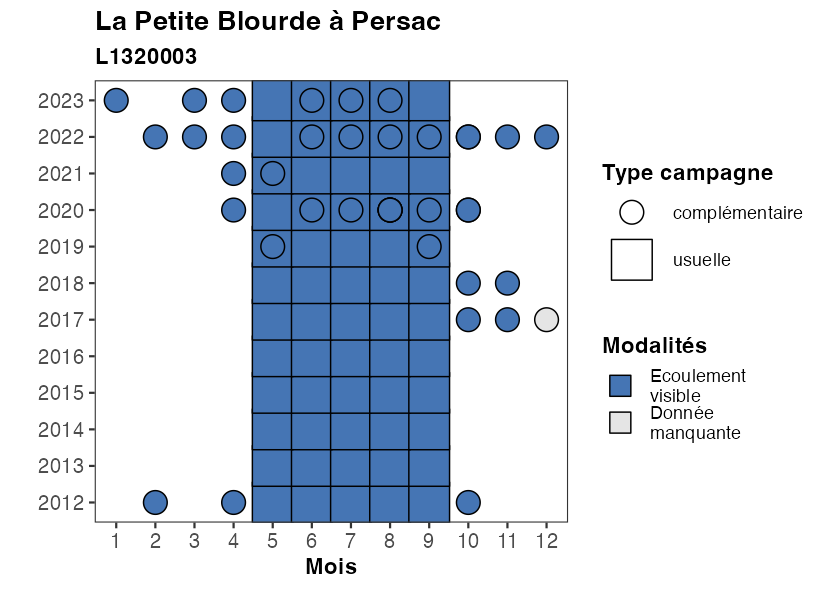 La Petite Blourde à Persac
L1320003
2023
2022
2021
2020
2019
2018
2017
2016
2015
2014
2013
2012
1 2 3 4 5 6 7 8 9 10 11 12
Mois
Type campagne
complémentaire
usuelle
Modalités
Ecoulement
visible
Donnée
manquante